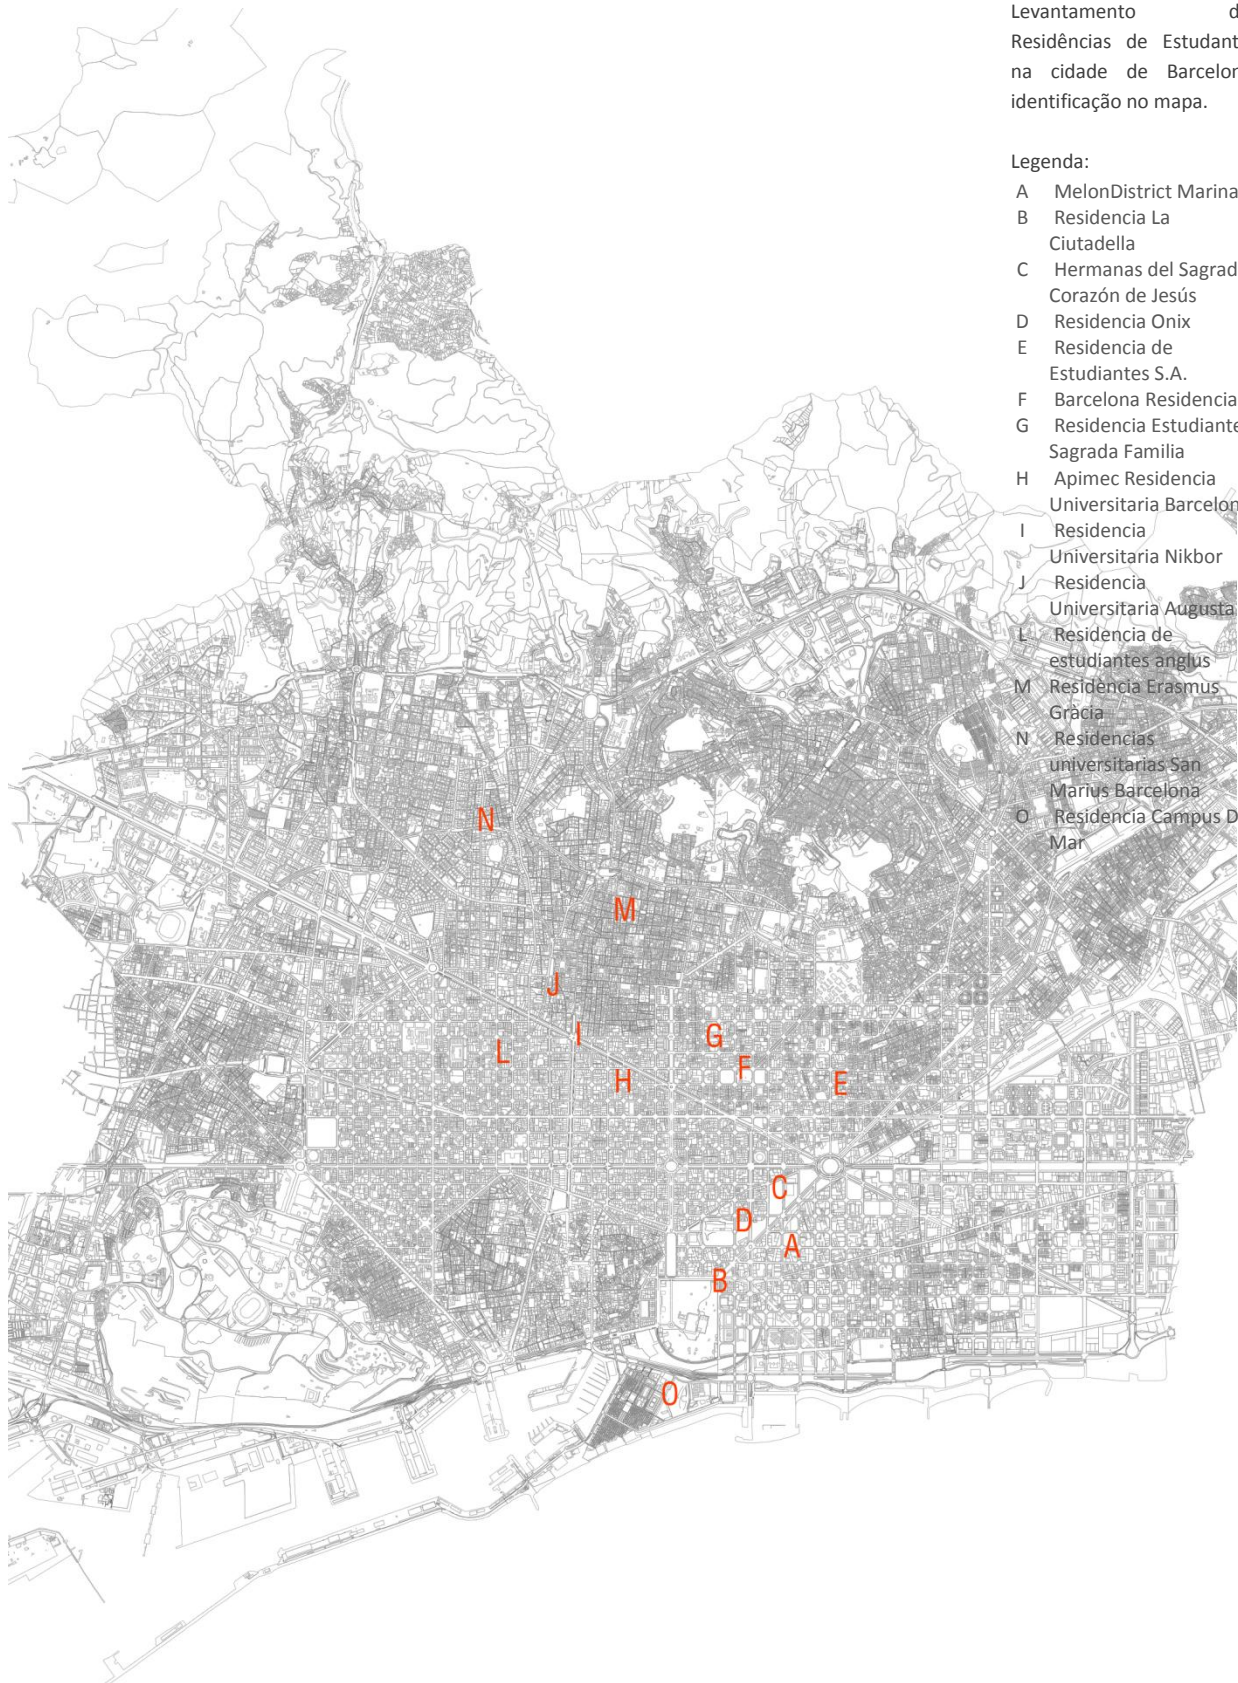 Levantamento d
Residências de Estudant
na cidade de Barcelon
identificação no mapa.
Legenda:
A MelonDistrict Marina
B Residencia La
Ciutadella
C Hermanas del Sagrad
Corazón de Jesús
D Residencia Onix
E Residencia de
Estudiantes S.A.
F Barcelona Residencia
G Residencia Estudiante
Sagrada Familia
H Apimec Residencia
Universitaria Barcelon
I Residencia
Universitaria Nikbor
J Residencia
Universitaria Augusta
L Residencia de
estudiantes anglus
M Residència Erasmus
Gràcia
N Residencias
universitarias San
Marius Barcelona
O Residencia Campus D
Mar
N
M
J
I
G
L
F
H
E
C
D
A
B
O